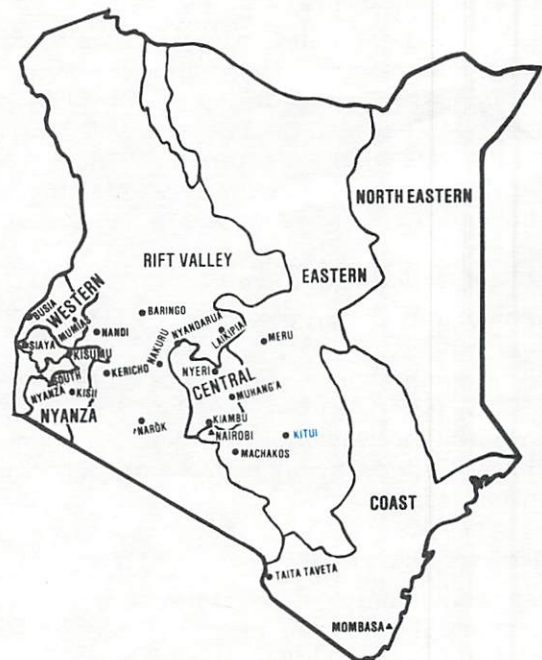 NORTH EASTERN
RIFT VALLEY
EASTERN
WESTERN
BUSIA
MUMIAS
BARINGO
NANDI
NYANDARUA
LAIKIPIA
SIAYA
KISUMU
NAKURU
MERU
KERICHO
NYERI
CENTRAL
SOUTH
NYANZA
KISII
MUHANG'A
NYANZA
NAROK
KIAMBU
NAIROBI
KITUI
MACHAKOS
COAST
TAITA TAVETA
MOMBASA